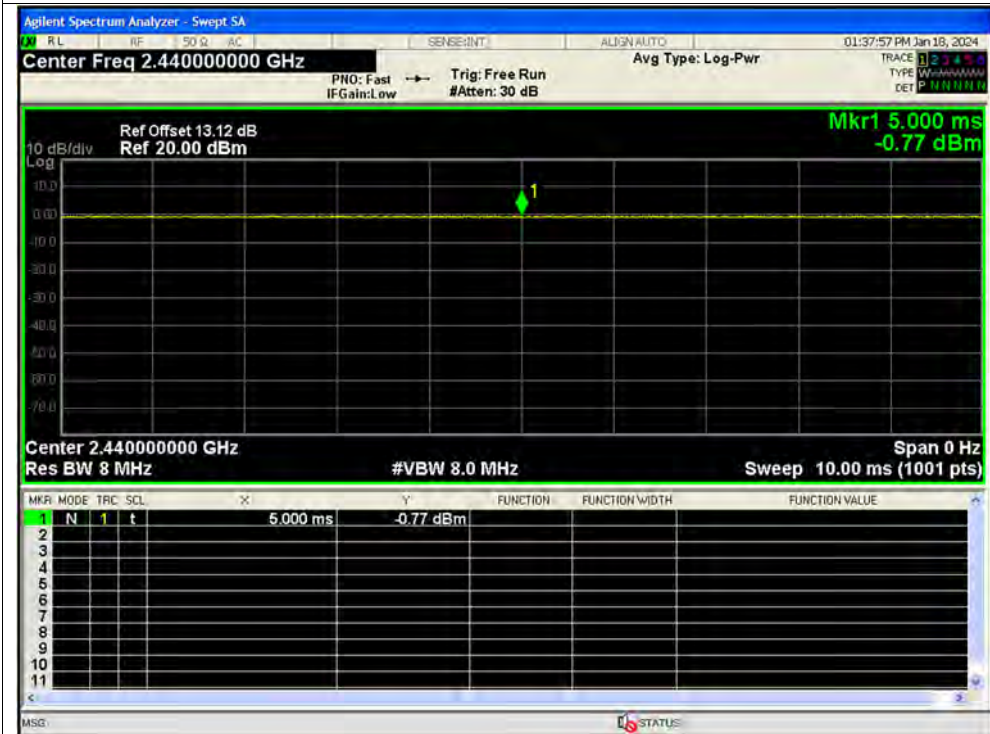 Agilent Spectrum Analyzer - Swept SA
RL RF 50 Ω AC SENSE:INT ALIGN AUTO 01:37:57 PM Jan 18, 2024
Center Freq 2.440000000 GHz
Avg Type: Log-Pwr
TRACE 1 2 3 4 5 6
PNO: Fast Trig: Free Run
TYPE W
IFGain:Low #Atten: 30 dB
DET P N N N N N
Mkr1 5.000 ms
Ref Offset 13.12 dB
10 dB/div Ref 20.00 dBm -0.77 dBm
Log
10.0
1
0.00
-10.0
-20.0
-30.0
-40.0
-50.0
-60.0
-70.0
Center 2.440000000 GHz Span 0 Hz
Res BW 8 MHz #VBW 8.0 MHz Sweep 10.00 ms (1001 pts)
MKR MODE TRC SCL X Y FUNCTION FUNCTION WIDTH FUNCTION VALUE
1 N 1 t 5.000 ms -0.77 dBm
2
3
4
5
6
7
8
9
10
11
MSG STATUS